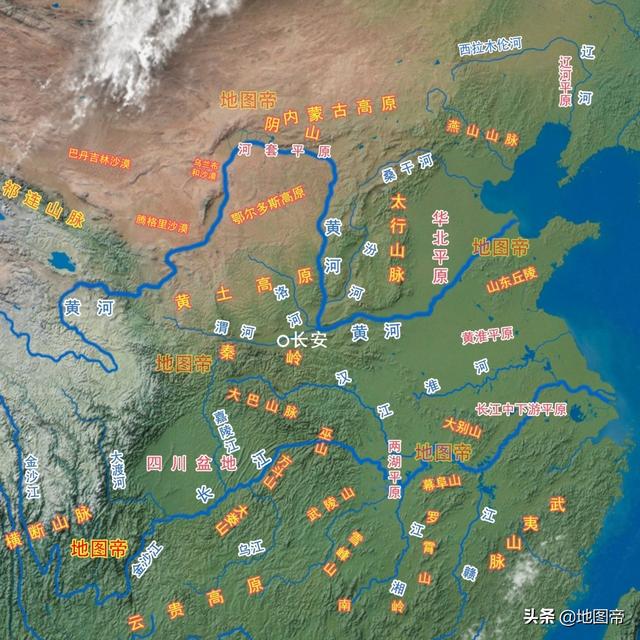 西拉木伦河
辽河
辽河平原
地图帝
阴山
内蒙古高原
燕山山脉
河套平原
巴丹吉林沙漠
乌兰布
和沙漠
桑干河
祁连山脉
鄂尔多斯高原
腾格里沙漠
太行山脉
华北平原
黄河
汾河
地图帝
山东丘陵
黄河
黄土高原
洛河
渭河
长安
黄河
黄淮平原
地图帝
秦岭
汉江
淮河
大巴山脉
长江中下游平原
嘉陵江
大别山
巫山
两湖平原
地图帝
金沙江
大渡河
四川盆地
长江
方斗山
幕阜山
武陵山
大娄山
罗霄山
江
武夷山脉
横断山脉
地图帝
金沙江
乌江
雪峰山
赣
云贵高原
湘江
南岭
头条 @地图帝